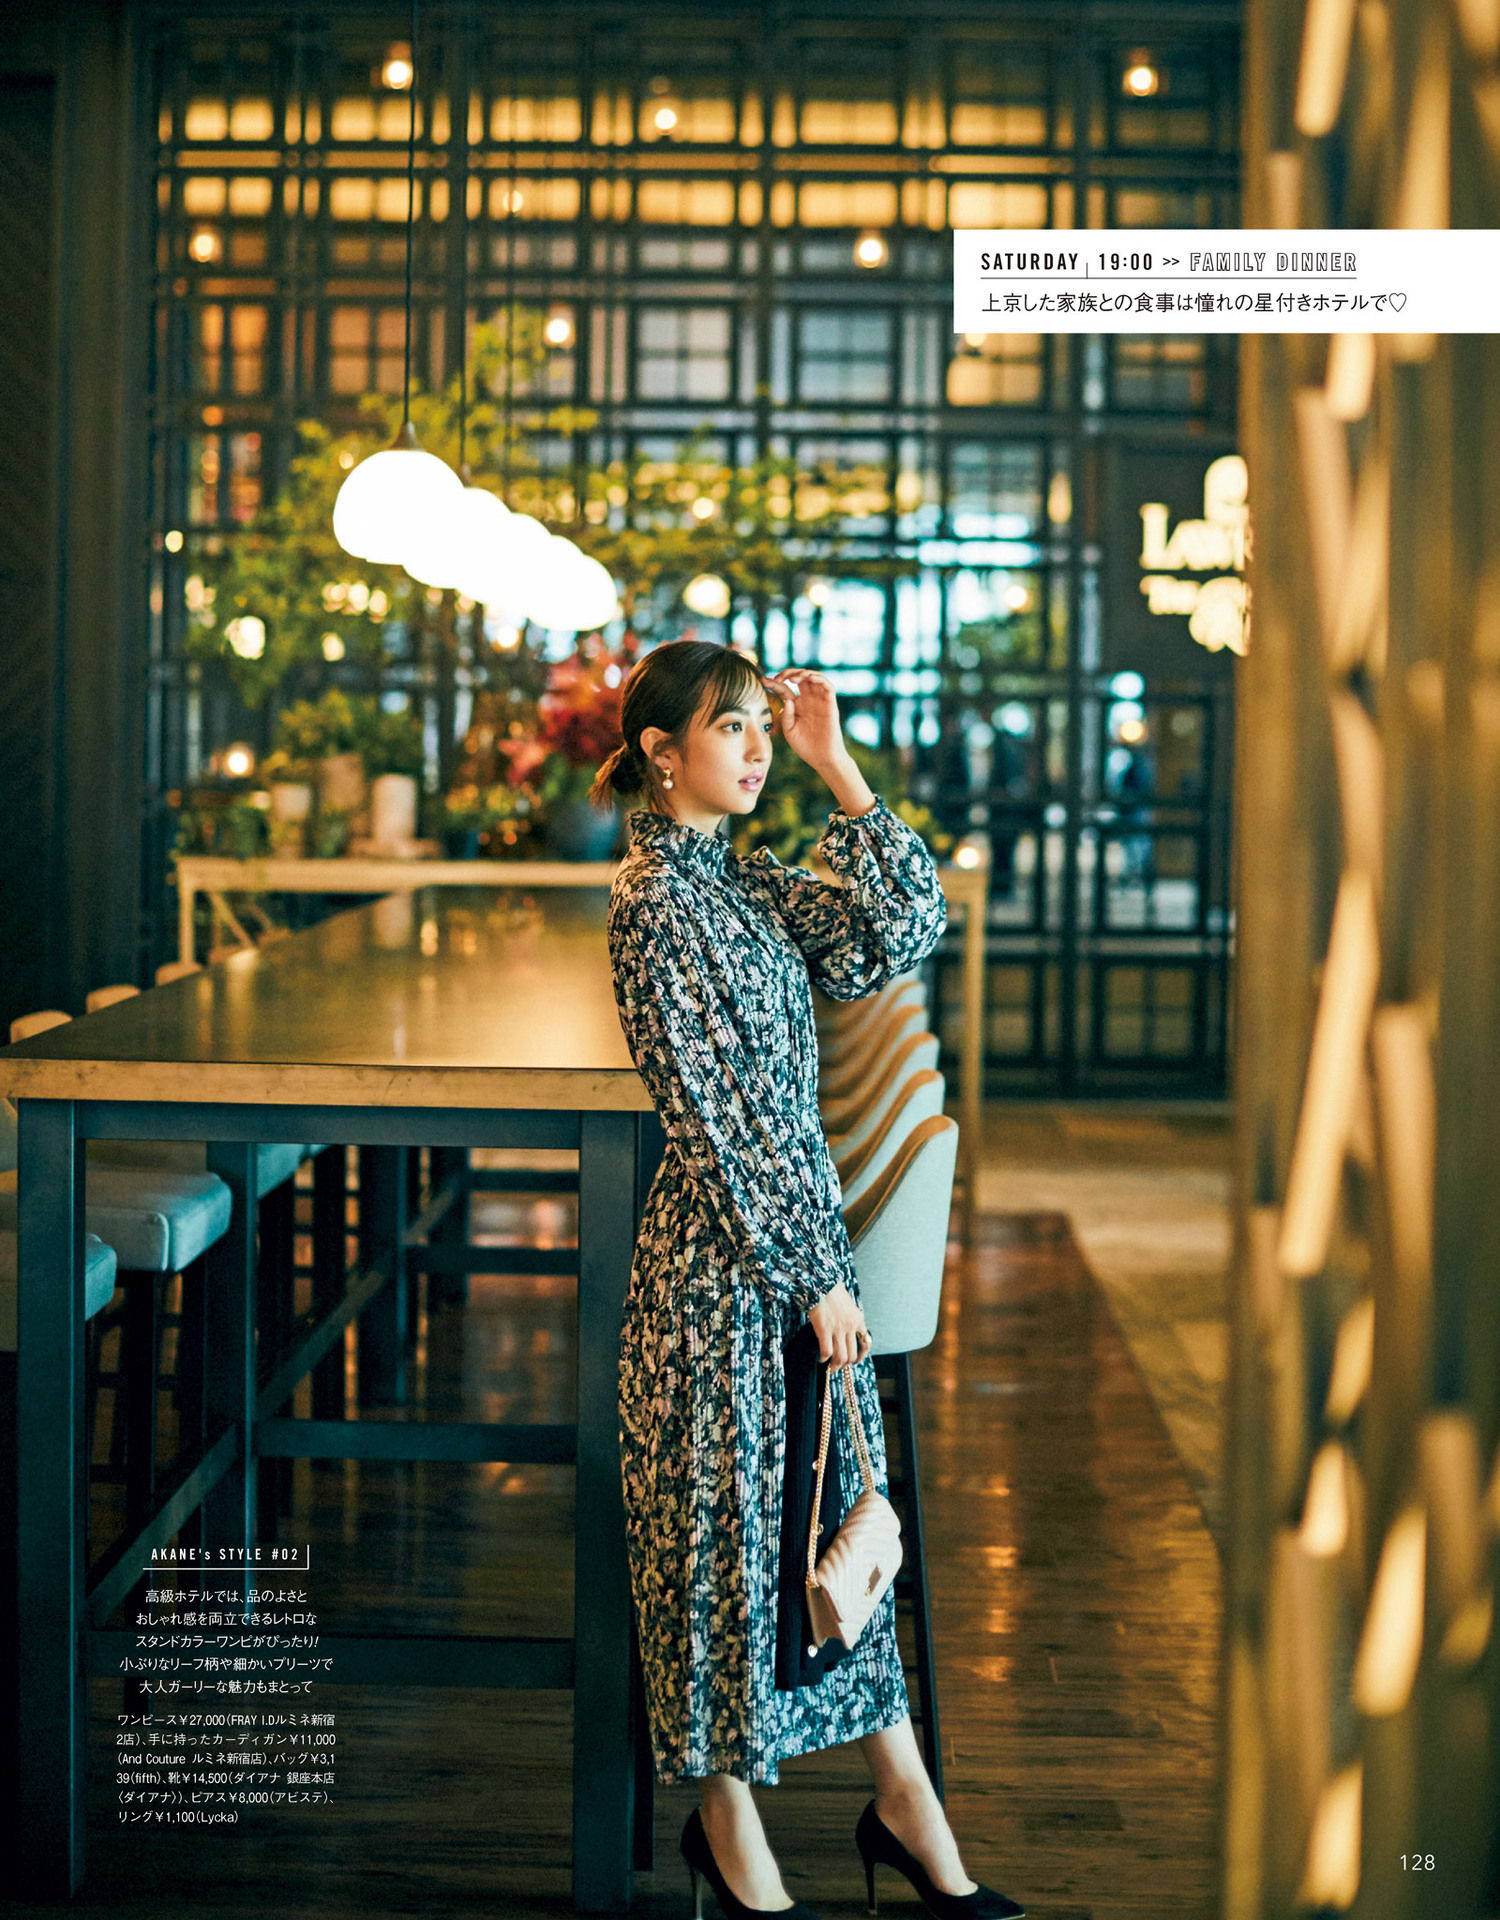 SATURDAY | 19:00 >> FAMILY DINNER
上京した家族との食事は憧れの星付きホテルで♡
LAW
AKANE's STYLE #02
高級ホテルでは、品のよさと
おしゃれ感を両立できるレトロな
スタンドカラーワンピがぴったり!
小ぶりなリーフ柄や細かいプリーツで
大人ガーリーな魅力もまとって
ワンピース¥27,000(FRAY I.Dルミネ新宿
2店)、手に持ったカーディガン¥11,000
(And Couture ルミネ新宿店)、バッグ¥3,1
39(fifth)、靴¥14,500(ダイアナ 銀座本店
〈ダイアナ〉)、ピアス¥8,000(アビステ)、
リング¥1,100(Lycka)
128